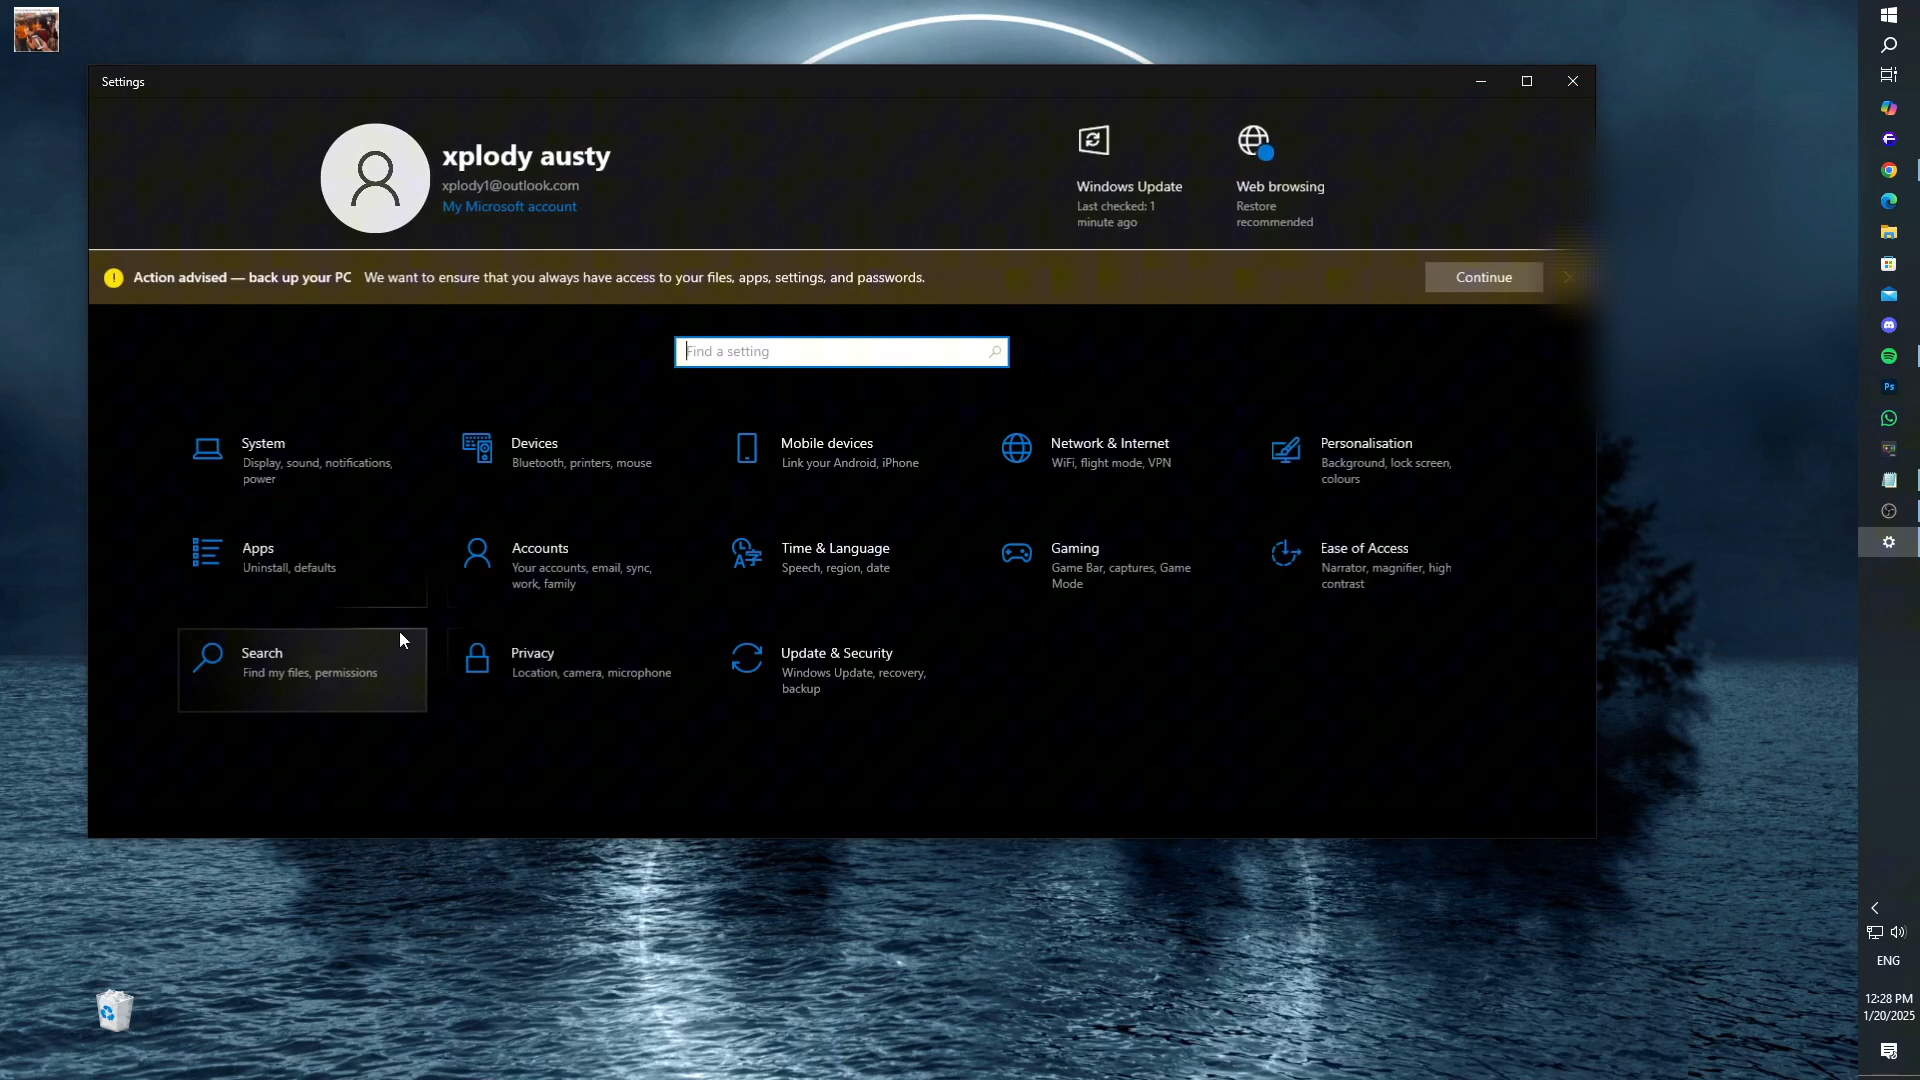 Settings
xplody austy
xplody1@outlook.com
My Microsoft account
Windows Update
Last checked: 1
minute ago
Web browsing
Restore
recommended
Action advised — back up your PC We want to ensure that you always have access to your files, apps, settings, and passwords.
Continue
Find a setting
System
Display, sound, notifications,
power
Devices
Bluetooth, printers, mouse
Mobile devices
Link your Android, iPhone
Network & Internet
WiFi, flight mode, VPN
Personalisation
Background, lock screen,
colours
Apps
Uninstall, defaults
Accounts
Your accounts, email, sync,
work, family
Time & Language
Speech, region, date
Gaming
Game Bar, captures, Game
Mode
Ease of Access
Narrator, magnifier, high
contrast
Search
Find my files, permissions
Privacy
Location, camera, microphone
Update & Security
Windows Update, recovery,
backup
Ps
ENG
12:28 PM
1/20/2025